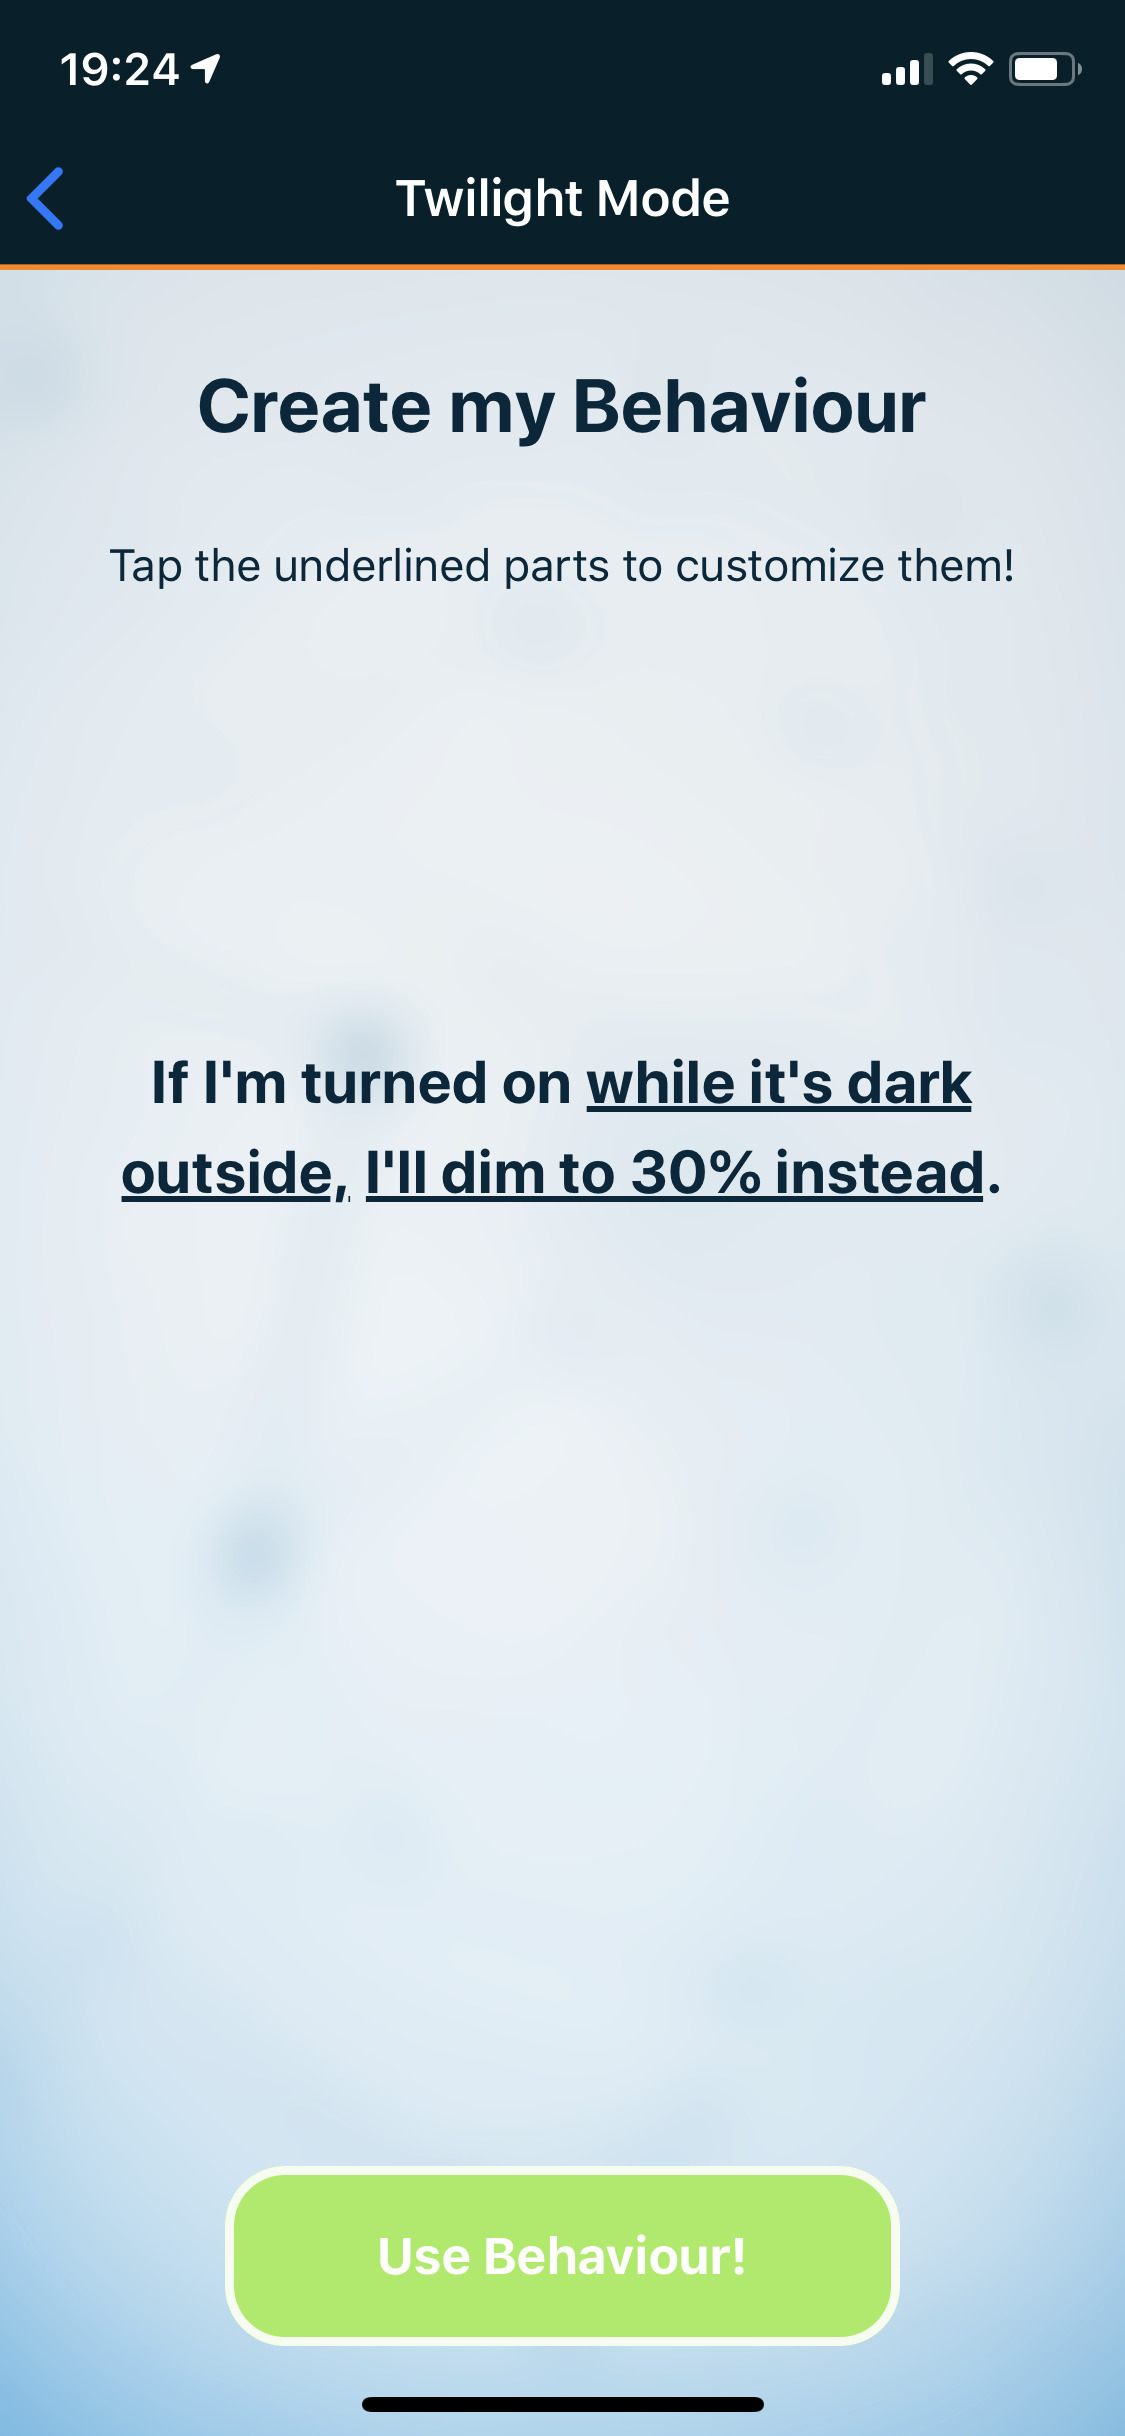 19:24
Twilight Mode
Create my Behaviour
Tap the underlined parts to customize them!
If I'm turned on while it's dark
outside, I'll dim to 30% instead.
Use Behaviour!